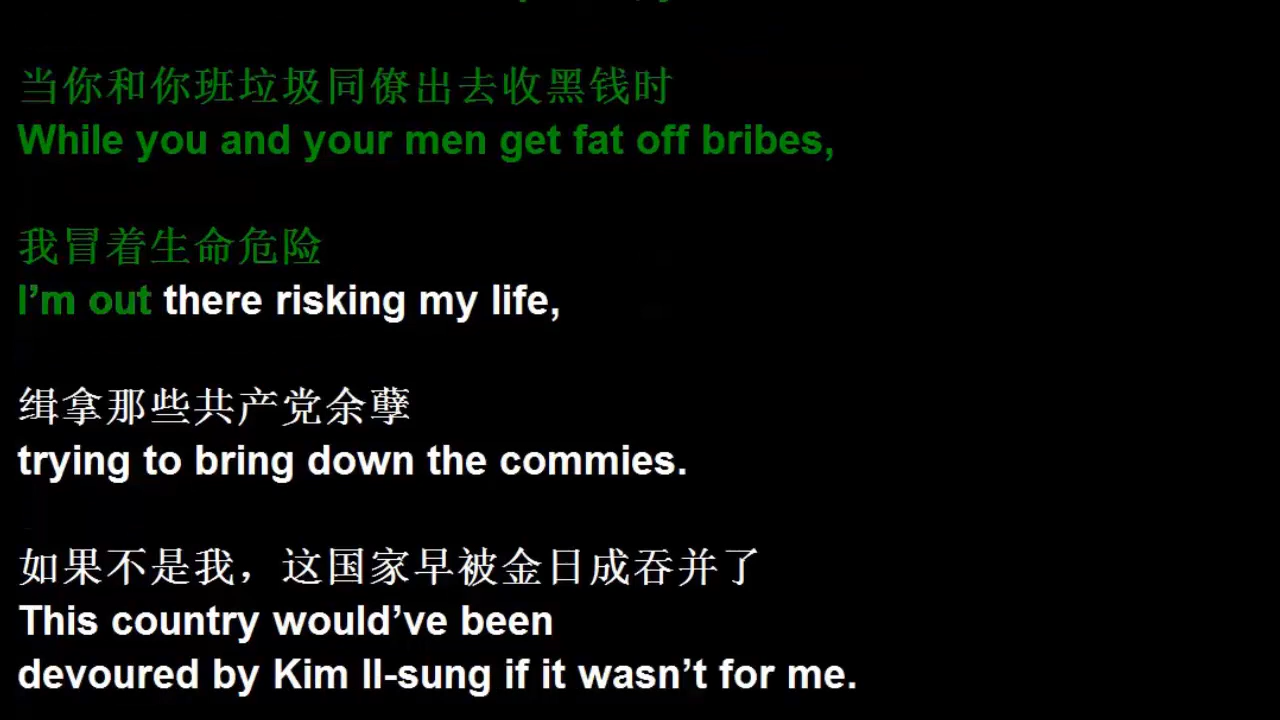 当你和你班垃圾同僚出去收黑钱时
While you and your men get fat off bribes,
我冒着生命危险
I'm out there risking my life,
缉拿那些共产党余孽
trying to bring down the commies.
如果不是我，这国家早被金日成吞并了
This country would've been
devoured by Kim Il-sung if it wasn't for me.